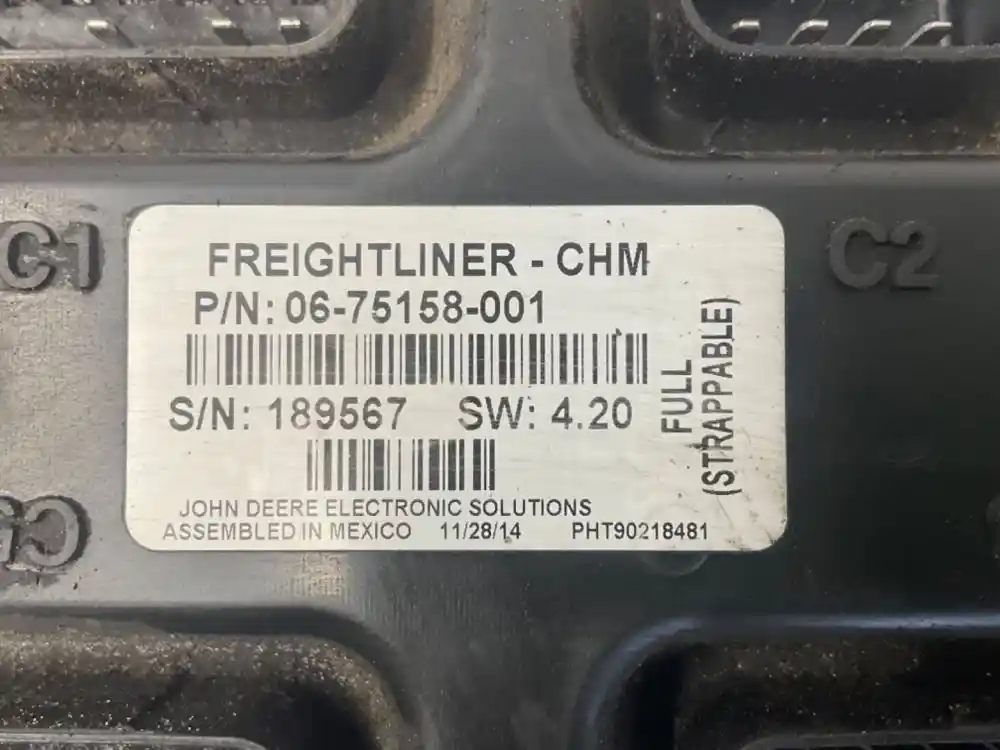 C1
C2
FREIGHTLINER - CHM
P/N: 06-75158-001
S/N: 189567 SW: 4.20
FULL
(STRAPPABLE)
JOHN DEERE ELECTRONIC SOLUTIONS
ASSEMBLED IN MEXICO 11/28/14 PHT90218481